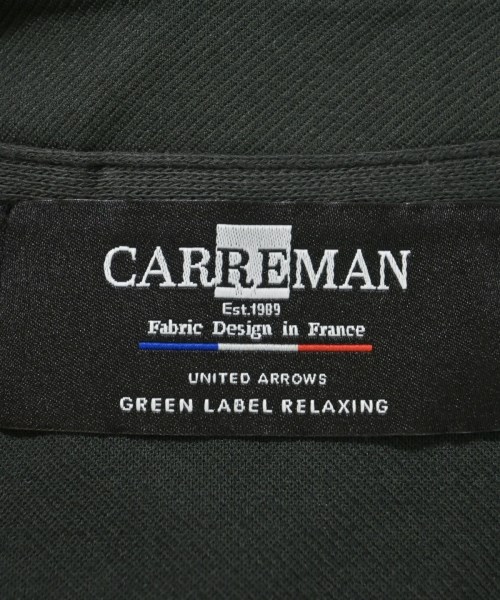 CARREMAN
Est.1989
Fabric Design in France
UNITED ARROWS
GREEN LABEL RELAXING